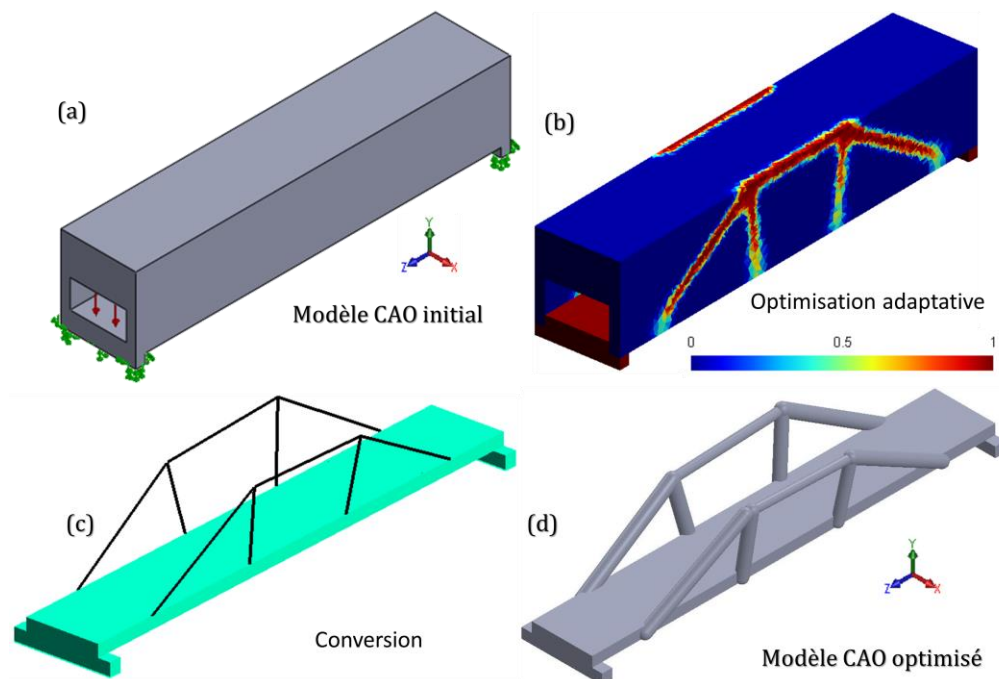 (a)
Y
Z
X
Modèle CAO initial
(b)
Optimisation adaptative
0
0.5
1
(c)
Conversion
(d)
Y
Z
X
Modèle CAO optimisé